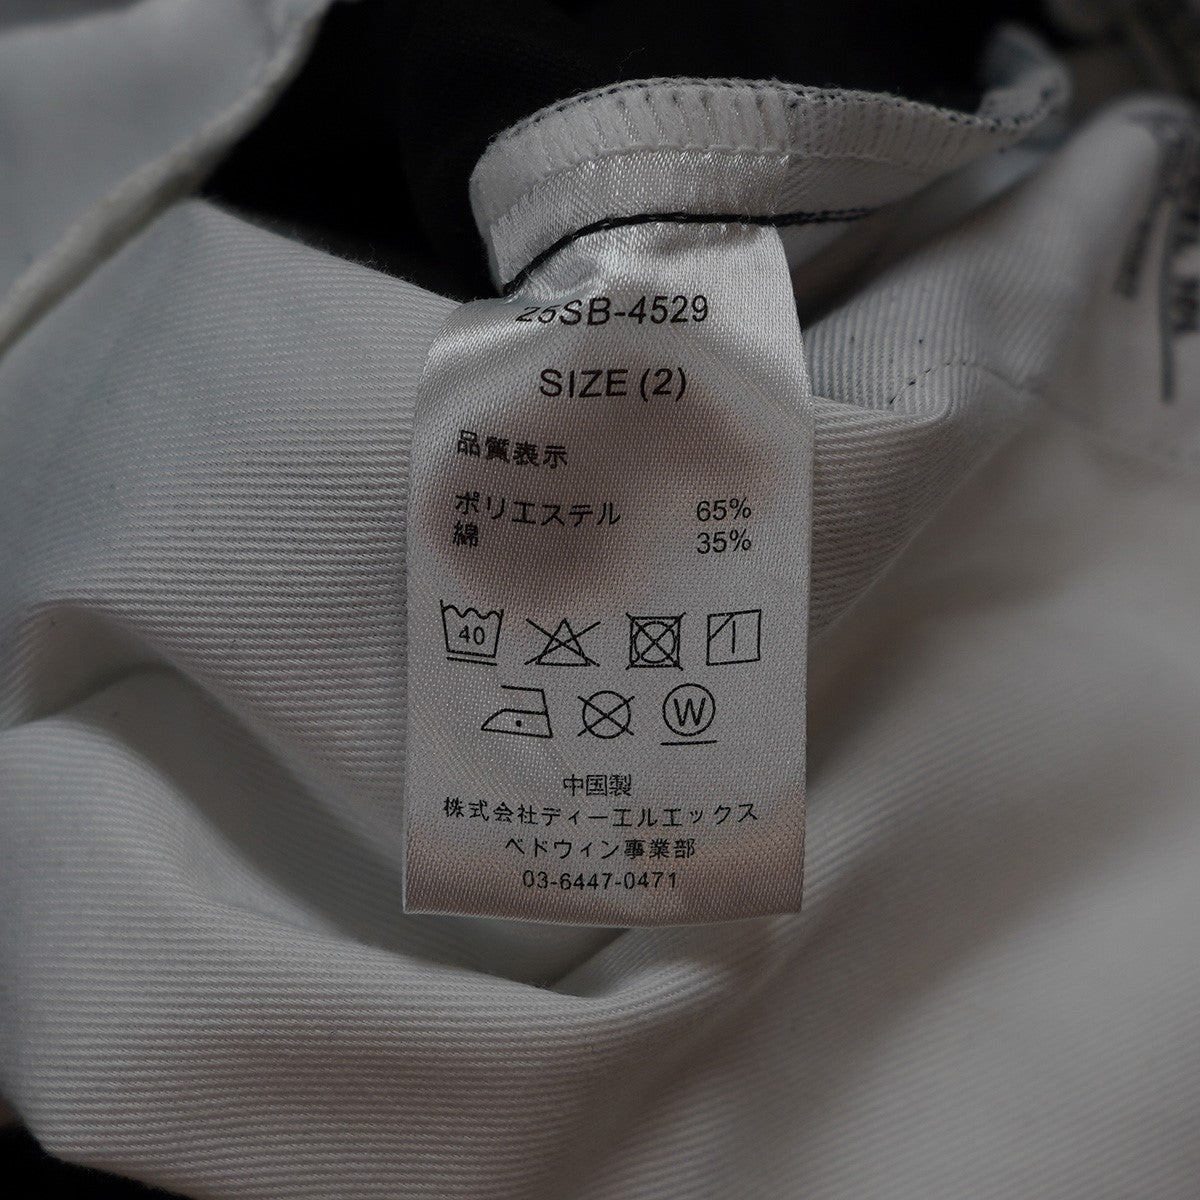 25SB-4529
SIZE (2)
品質表示
ポリエステル 65%
綿 35%
40
W
中国製
株式会社ディーエルエックス
ベドウィン事業部
03-6447-0471